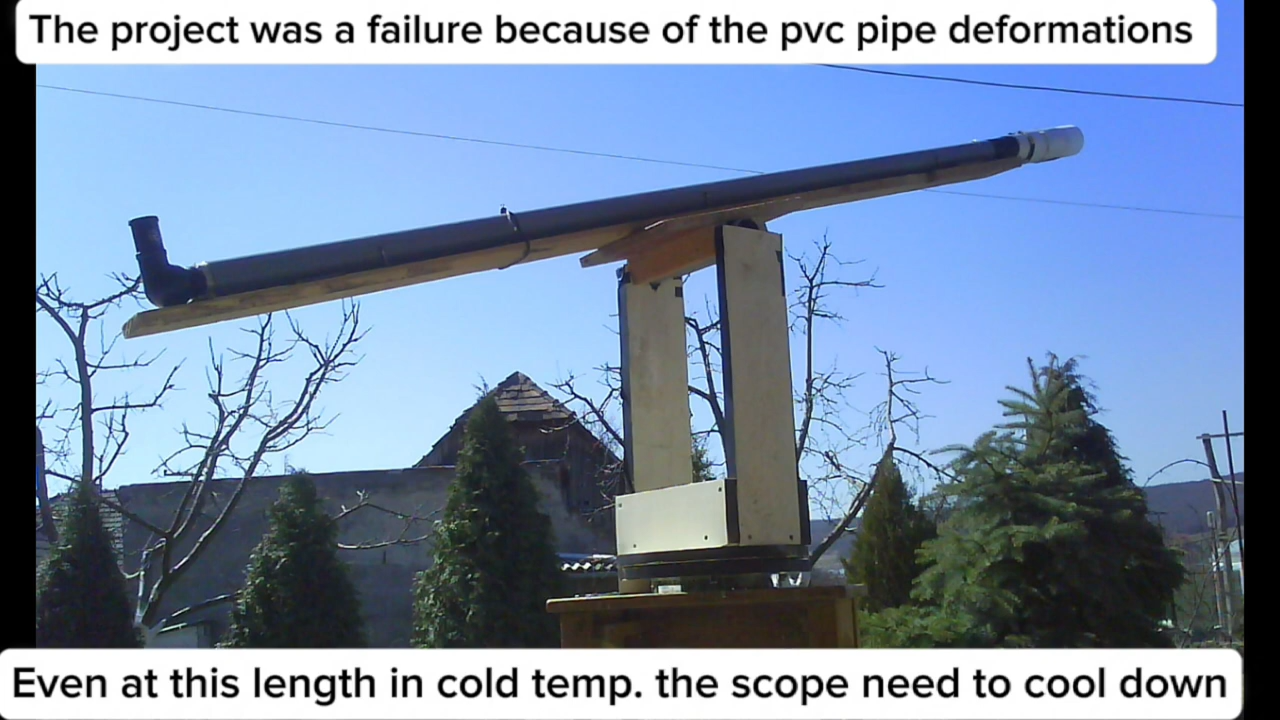 The project was a failure because of the pvc pipe deformations
Even at this length in cold temp. the scope need to cool down